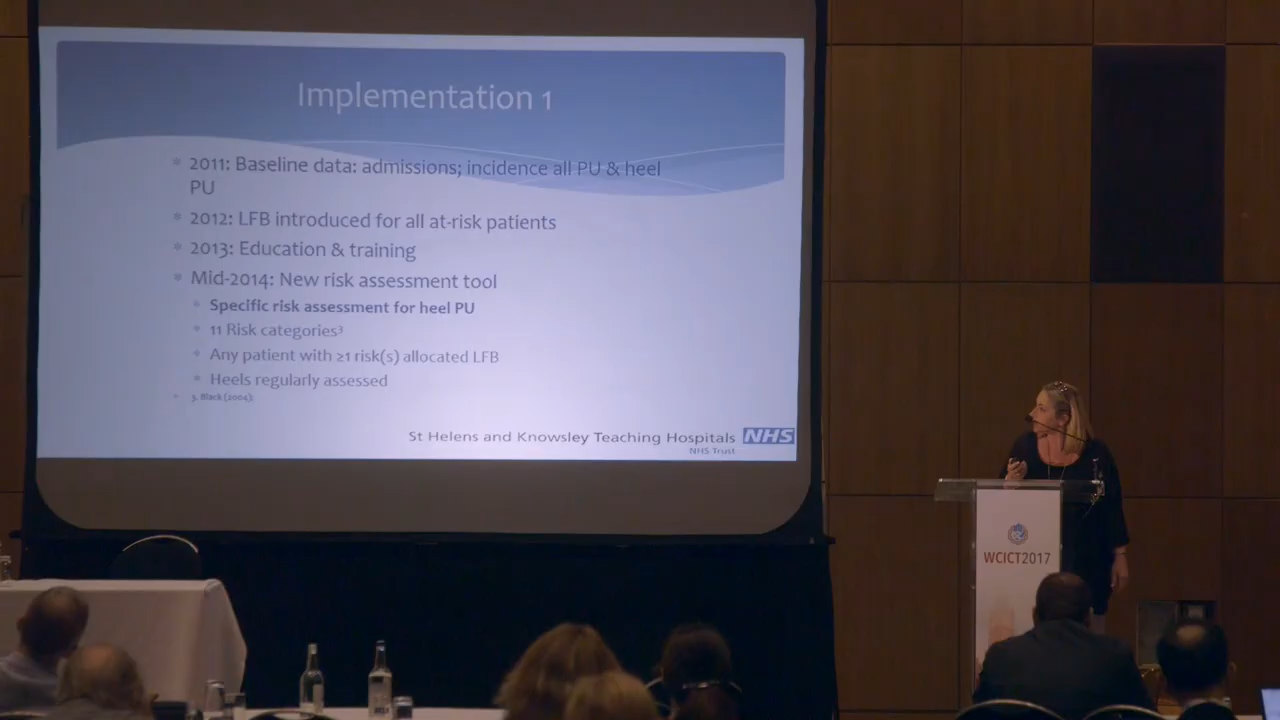 Implementation 1
* 2011: Baseline data: admissions; incidence all PU & heel
PU
* 2012: LFB introduced for all at-risk patients
* 2013: Education & training
* Mid-2014: New risk assessment tool
* Specific risk assessment for heel PU
* 11 Risk categories³
* Any patient with ≥1 risk(s) allocated LFB
* Heels regularly assessed
* 3. Black (2004);
St Helens and Knowsley Teaching Hospitals NHS
NHS Trust
WCICT2017